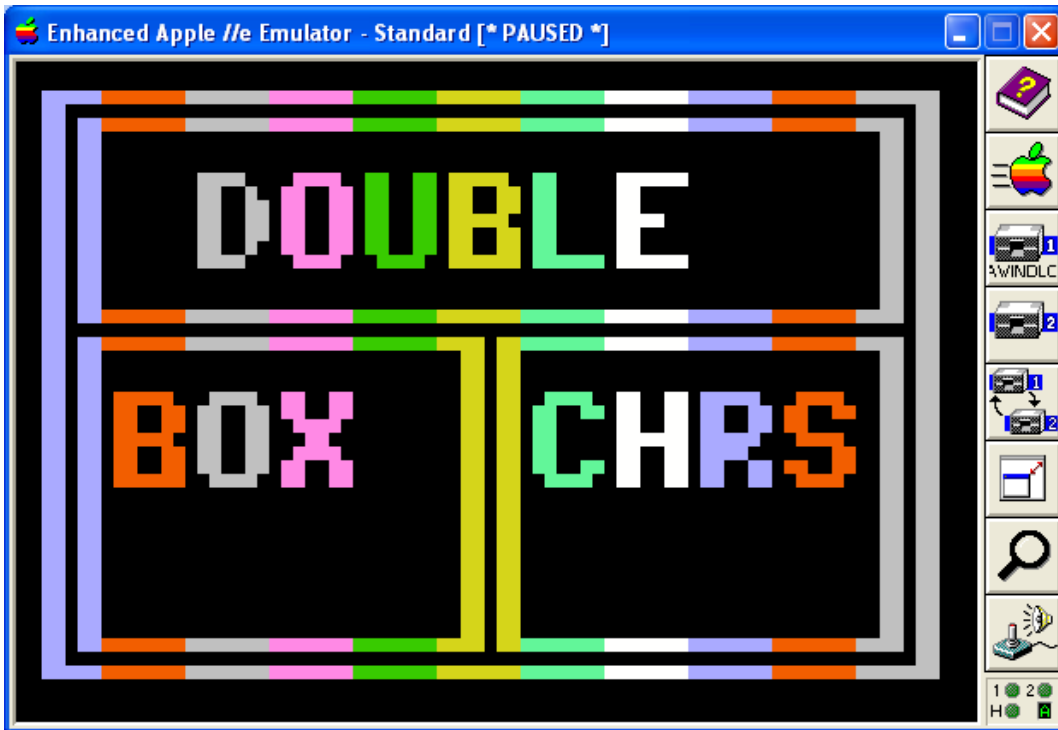 Enhanced Apple //e Emulator - Standard [* PAUSED *]
DOUBLE
BOX CHRS
?
1
AWINDLC
2
1
2
1 2
H A